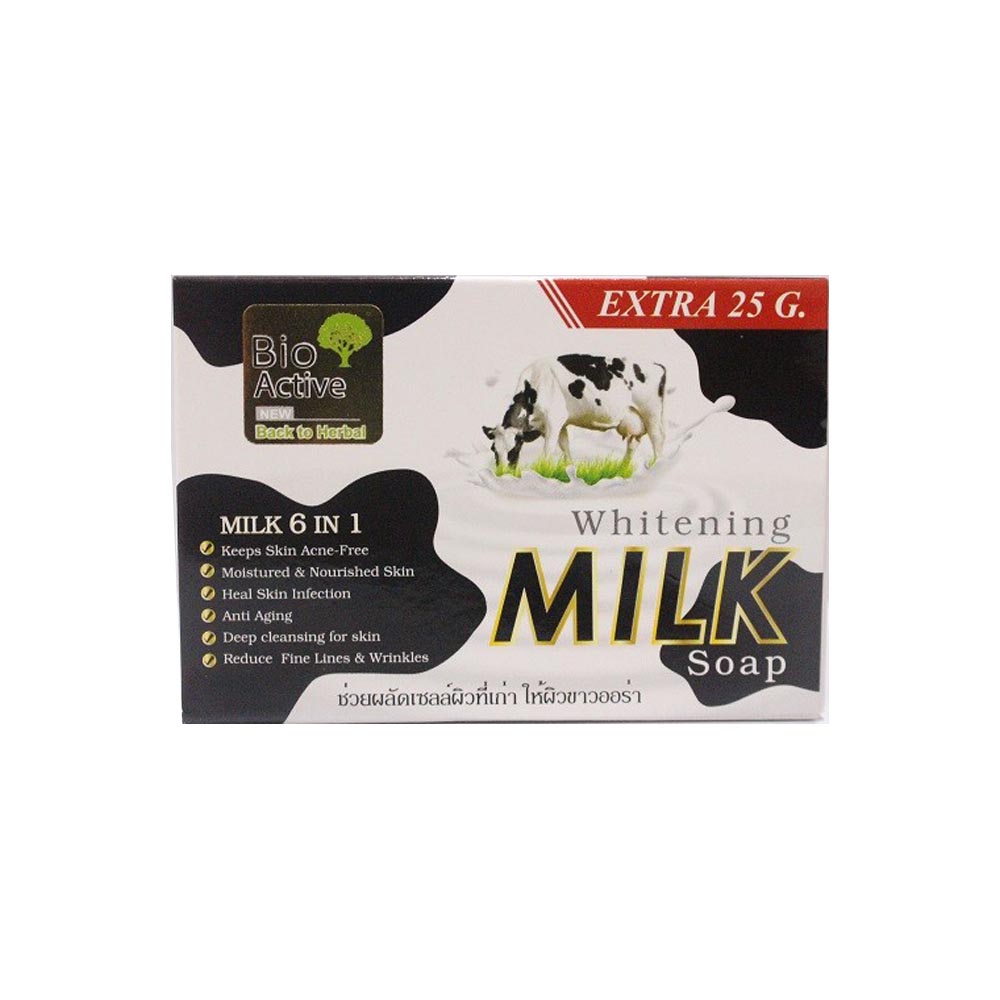 EXTRA 25 G.
Bio
Active
NEW
Back to Herbal
Whitening
MILK
Soap
MILK 6 IN 1
Keeps Skin Acne-Free
Moistured & Nourished Skin
Heal Skin Infection
Anti Aging
Deep cleansing for skin
Reduce Fine Lines & Wrinkles
ช่วยผลัดเซลล์ผิวที่เก่า ให้ผิวขาวออร่า